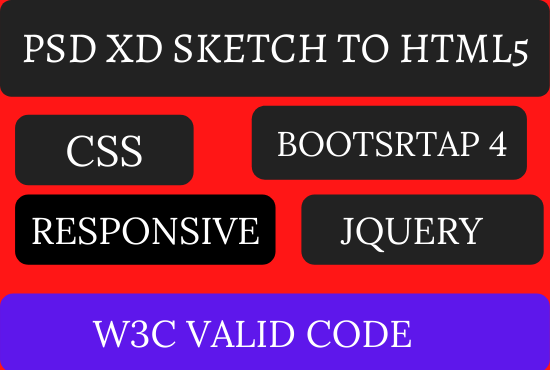 PSD XD SKETCH TO HTML5
CSS
BOOTSRTAP 4
RESPONSIVE
JQUERY
W3C VALID CODE